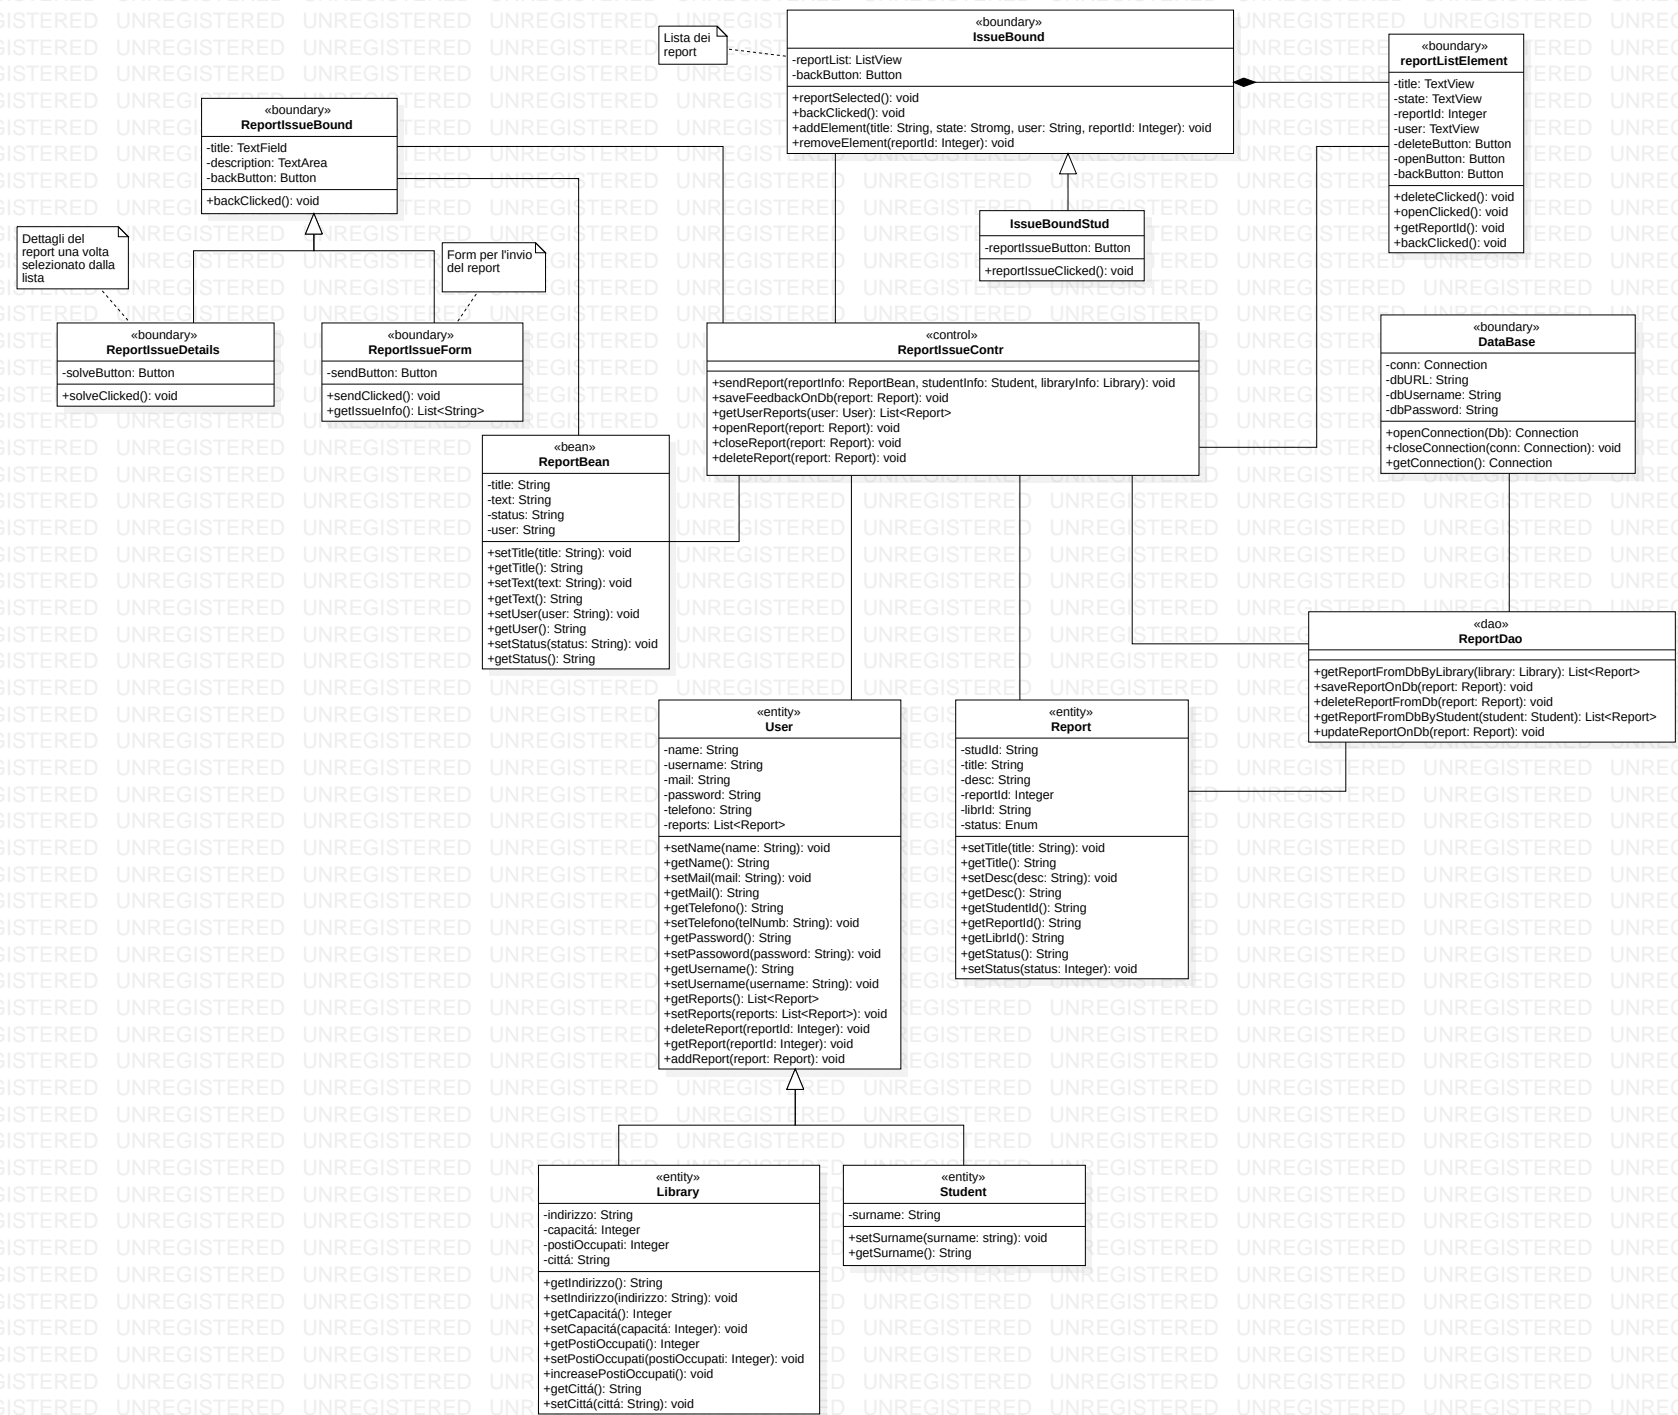 «boundary»
IssueBound
-reportList: ListView
-backButton: Button
+reportSelected(): void
+backClicked(): void
+addElement(title: String, state: Stromg, user: String, reportId: Integer): void
+removeElement(reportId: Integer): void
Lista dei
report
«boundary»
reportListElement
-title: TextView
-state: TextView
-reportId: Integer
-user: TextView
-deleteButton: Button
-openButton: Button
-backButton: Button
+deleteClicked(): void
+openClicked(): void
+getReportId(): void
+backClicked(): void
«boundary»
ReportIssueBound
-title: TextField
-description: TextArea
-backButton: Button
+backClicked(): void
IssueBoundStud
-reportIssueButton: Button
+reportIssueClicked(): void
Dettagli del
report una volta
selezionato dalla
lista
Form per l'invio
del report
«boundary»
ReportIssueDetails
-solveButton: Button
+solveClicked(): void
«boundary»
ReportIssueForm
-sendButton: Button
+sendClicked(): void
+getIssueInfo(): List<String>
«control»
ReportIssueContr
+sendReport(reportInfo: ReportBean, studentInfo: Student, libraryInfo: Library): void
+saveFeedbackOnDb(report: Report): void
+getUserReports(user: User): List<Report>
+openReport(report: Report): void
+closeReport(report: Report): void
+deleteReport(report: Report): void
«boundary»
DataBase
-conn: Connection
-dbURL: String
-dbUsername: String
-dbPassword: String
+openConnection(Db): Connection
+closeConnection(conn: Connection): void
+getConnection(): Connection
«bean»
ReportBean
-title: String
-text: String
-status: String
-user: String
+setTitle(title: String): void
+getTitle(): String
+setText(text: String): void
+getText(): String
+setUser(user: String): void
+getUser(): String
+setStatus(status: String): void
+getStatus(): String
«dao»
ReportDao
+getReportFromDbByLibrary(library: Library): List<Report>
+saveReportOnDb(report: Report): void
+deleteReportFromDb(report: Report): void
+getReportFromDbByStudent(student: Student): List<Report>
+updateReportOnDb(report: Report): void
«entity»
User
-name: String
-username: String
-mail: String
-password: String
-telefono: String
-reports: List<Report>
+setName(name: String): void
+getName(): String
+setMail(mail: String): void
+getMail(): String
+getTelefono(): String
+setTelefono(telNumb: String): void
+getPassword(): String
+setPassoword(password: String): void
+getUsername(): String
+setUsername(username: String): void
+getReports(): List<Report>
+setReports(reports: List<Report>): void
+deleteReport(reportId: Integer): void
+getReport(reportId: Integer): void
+addReport(report: Report): void
«entity»
Report
-studId: String
-title: String
-desc: String
-reportId: Integer
-librId: String
-status: Enum
+setTitle(title: String): void
+getTitle(): String
+setDesc(desc: String): void
+getDesc(): String
+getStudentId(): String
+getReportId(): String
+getLibrId(): String
+getStatus(): String
+setStatus(status: Integer): void
«entity»
Library
-indirizzo: String
-capacitá: Integer
-postiOccupati: Integer
-cittá: String
+getIndirizzo(): String
+setIndirizzo(indirizzo: String): void
+getCapacitá(): Integer
+setCapacitá(capacitá: Integer): void
+getPostiOccupati(): Integer
+setPostiOccupati(postiOccupati: Integer): void
+increasePostiOccupati(): void
+getCittá(): String
+setCittá(cittá: String): void
«entity»
Student
-surname: String
+setSurname(surname: string): void
+getSurname(): String